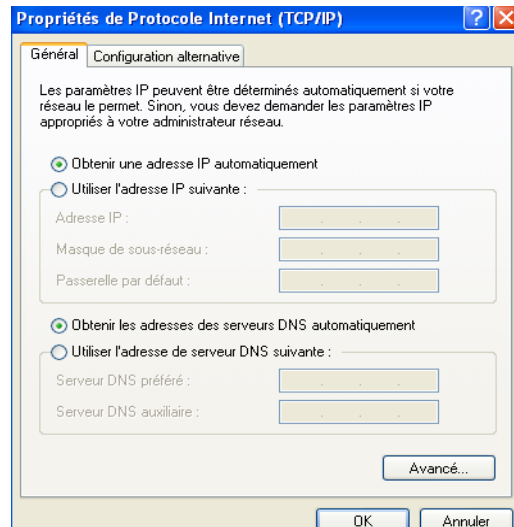 Propriétés de Protocole Internet (TCP/IP)
Général Configuration alternative
Les paramètres IP peuvent être déterminés automatiquement si votre
réseau le permet. Sinon, vous devez demander les paramètres IP
appropriés à votre administrateur réseau.
Obtenir une adresse IP automatiquement
Utiliser l'adresse IP suivante :
Adresse IP :
Masque de sous-réseau :
Passerelle par défaut :
Obtenir les adresses des serveurs DNS automatiquement
Utiliser l'adresse de serveur DNS suivante :
Serveur DNS préféré :
Serveur DNS auxiliaire :
Avancé...
OK Annuler